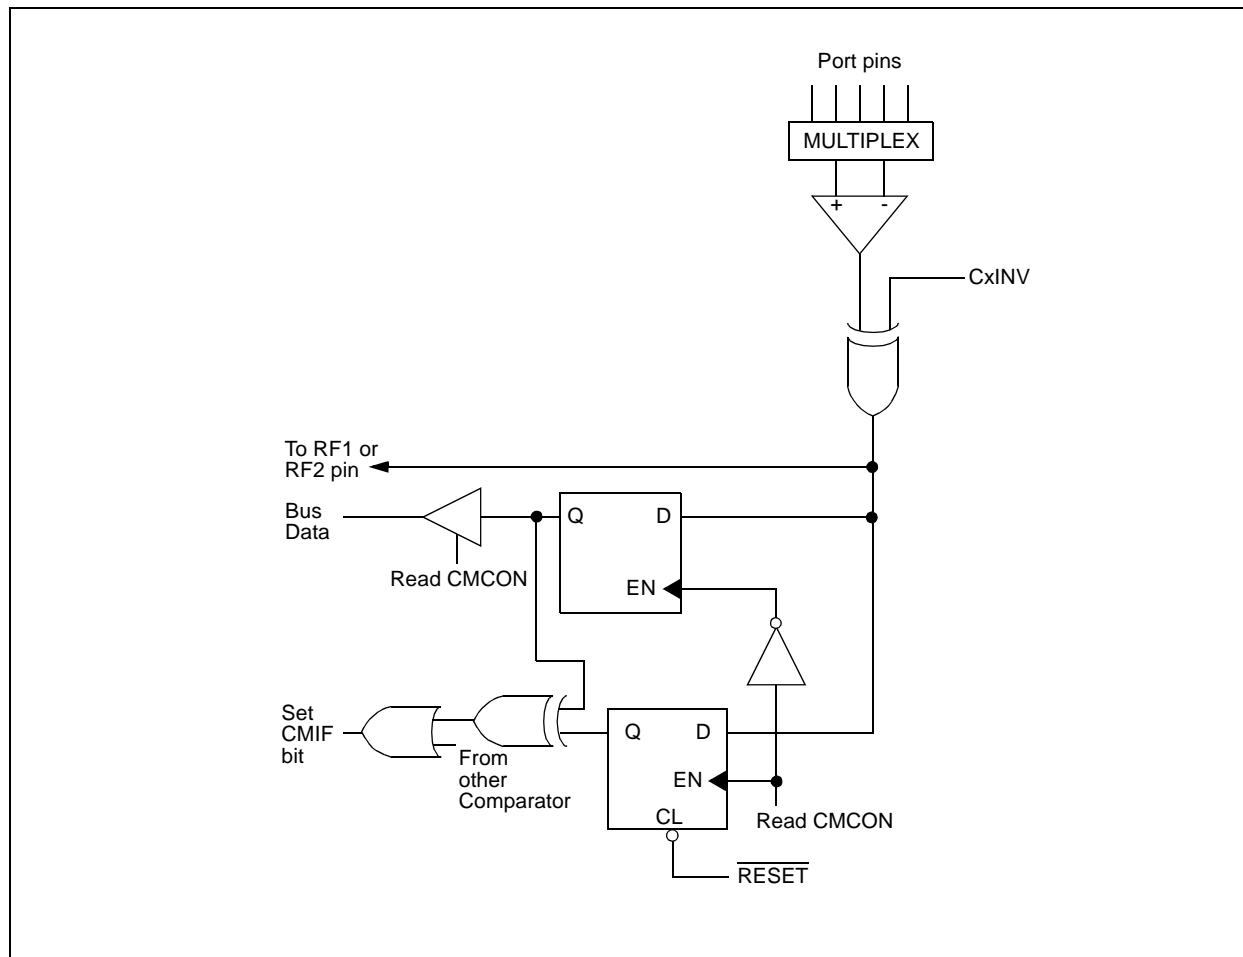 Port pins
MULTIPLEX
+ -
CxINV
To RF1 or
RF2 pin
Bus
Data
Q D
EN
Read CMCON
Set
CMIF
bit
From
other
Comparator
Q D
EN
CL
Read CMCON
RESET